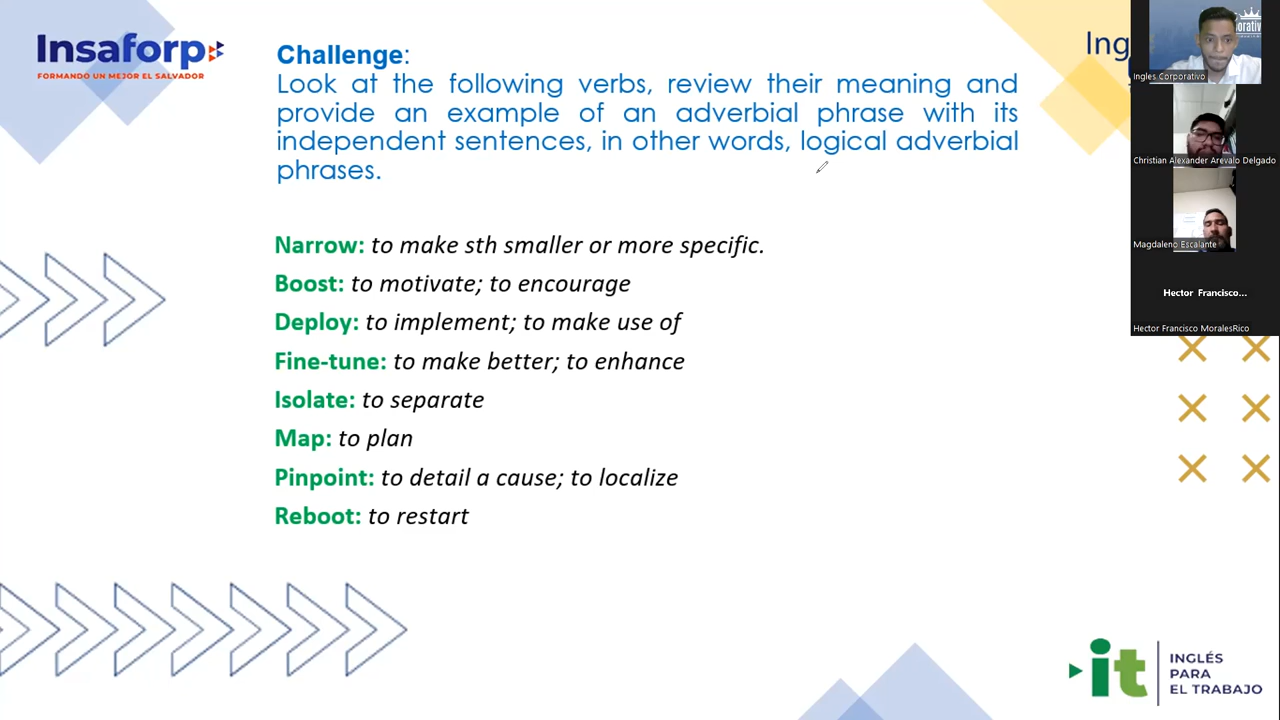 Insaforp
FORMANDO UN MEJOR EL SALVADOR
Challenge:
Look at the following verbs, review their meaning and
provide an example of an adverbial phrase with its
independent sentences, in other words, logical adverbial
phrases.
Narrow: to make sth smaller or more specific.
Boost: to motivate; to encourage
Deploy: to implement; to make use of
Fine-tune: to make better; to enhance
Isolate: to separate
Map: to plan
Pinpoint: to detail a cause; to localize
Reboot: to restart
Ing
Ingles Corporativo
Christian Alexander Arevalo Delgado
Magdaleno Escalante
Hector Francisco...
Hector Francisco MoralesRico
it
INGLÉS
PARA
EL TRABAJO